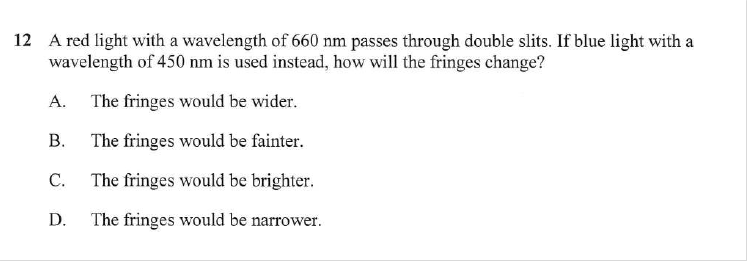 12 A red light with a wavelength of 660 nm passes through double slits. If blue light with a
wavelength of 450 nm is used instead, how will the fringes change?
A. The fringes would be wider.
B. The fringes would be fainter.
C. The fringes would be brighter.
D. The fringes would be narrower.